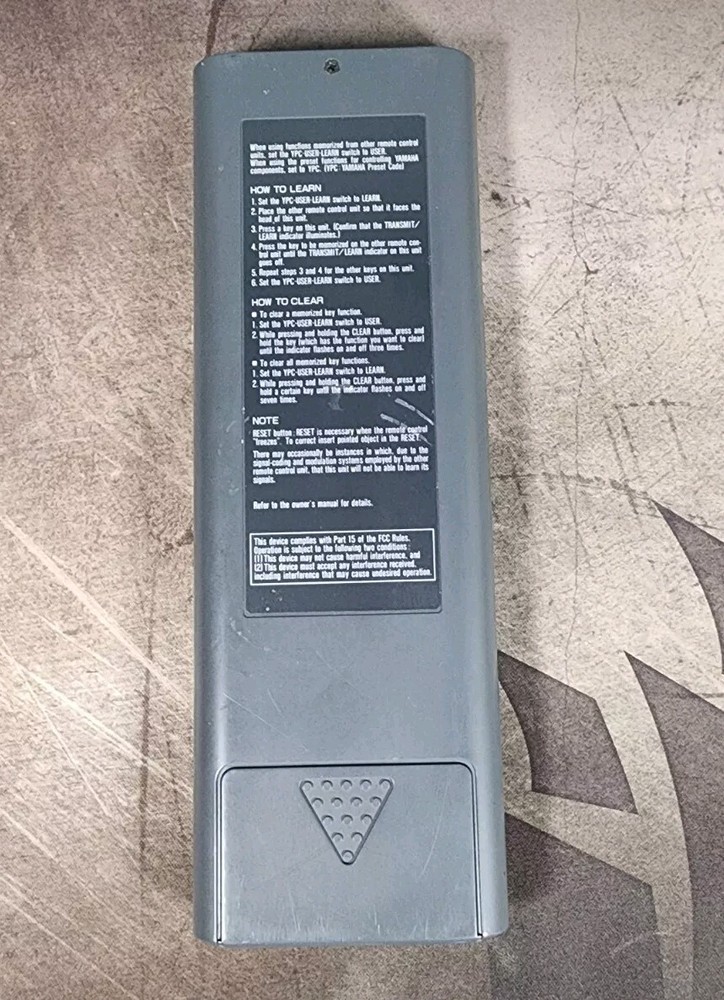 When using functions memorized from other remote control
units, set the YPC-USER-LEARN switch to USER.
When using the preset functions for controlling YAMAHA
components, set to YPC. (YPC: YAMAHA Preset Code)
HOW TO LEARN
1. Set the YPC-USER-LEARN switch to LEARN.
2. Place the other remote control unit so that it faces the
head of this unit.
3. Press a key on this unit. (Confirm that the TRANSMIT/
LEARN indicator illuminates.)
4. Press the key to be memorized on the other remote con-
trol unit until the TRANSMIT/LEARN indicator on this unit
goes off.
5. Repeat steps 3 and 4 for the other keys on this unit.
6. Set the YPC-USER-LEARN switch to USER.
HOW TO CLEAR
■ To clear a memorized key function.
1. Set the YPC-USER-LEARN switch to USER.
2. While pressing and holding the CLEAR button, press and
hold the key (which has the function you want to clear)
until the indicator flashes on and off three times.
■ To clear all memorized key functions.
1. Set the YPC-USER-LEARN switch to LEARN.
2. While pressing and holding the CLEAR button, press and
hold a certain key until the indicator flashes on and off
seven times.
NOTE
RESET button: RESET is necessary when the remote control
"freezes". To correct insert pointed object in the RESET.
There may occasionally be instances in which, due to the
signal-coding and modulation systems employed by the other
remote control unit, that this unit will not be able to learn its
signals.
Refer to the owner's manual for details.
This device complies with Part 15 of the FCC Rules.
Operation is subject to the following two conditions :
(1) This device may not cause harmful interference, and
(2) This device must accept any interference received,
including interference that may cause undesired operation.